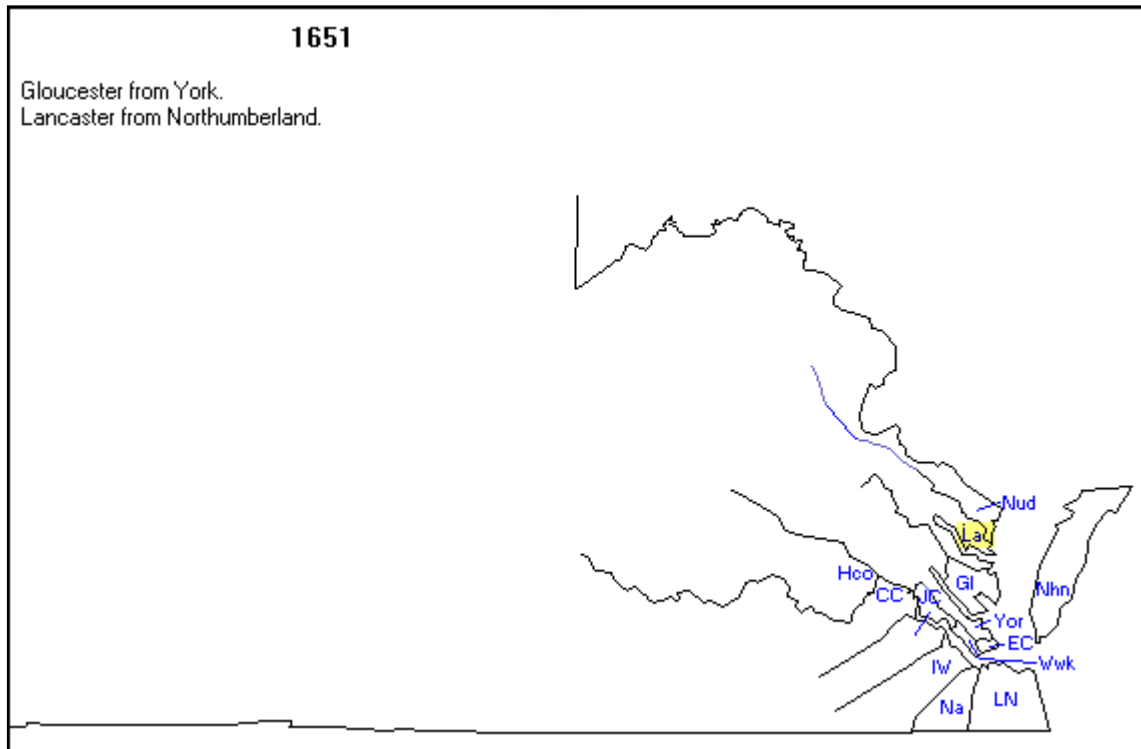 1651
Gloucester from York.
Lancaster from Northumberland.
Nud
La
Hco
Gl
Nhn
CC
JC
Yor
EC
Wwk
IW
Na
LN